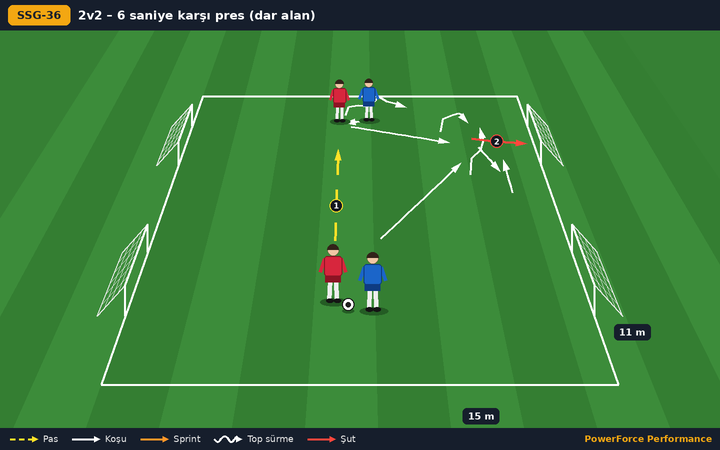 SSG-36 2v2 – 6 saniye karşı pres (dar alan)
2
1
11 m
15 m
Pas Koşu Sprint Top sürme Şut PowerForce Performance